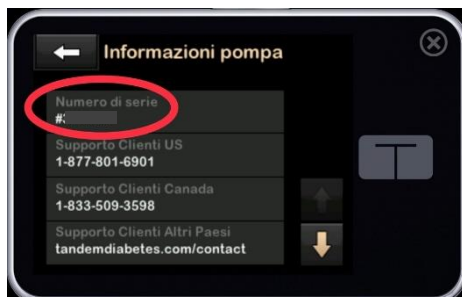 Informazioni pompa
Numero di serie
#:
Supporto Clienti US
1-877-801-6901
Supporto Clienti Canada
1-833-509-3598
Supporto Clienti Altri Paesi
tandemdiabetes.com/contact